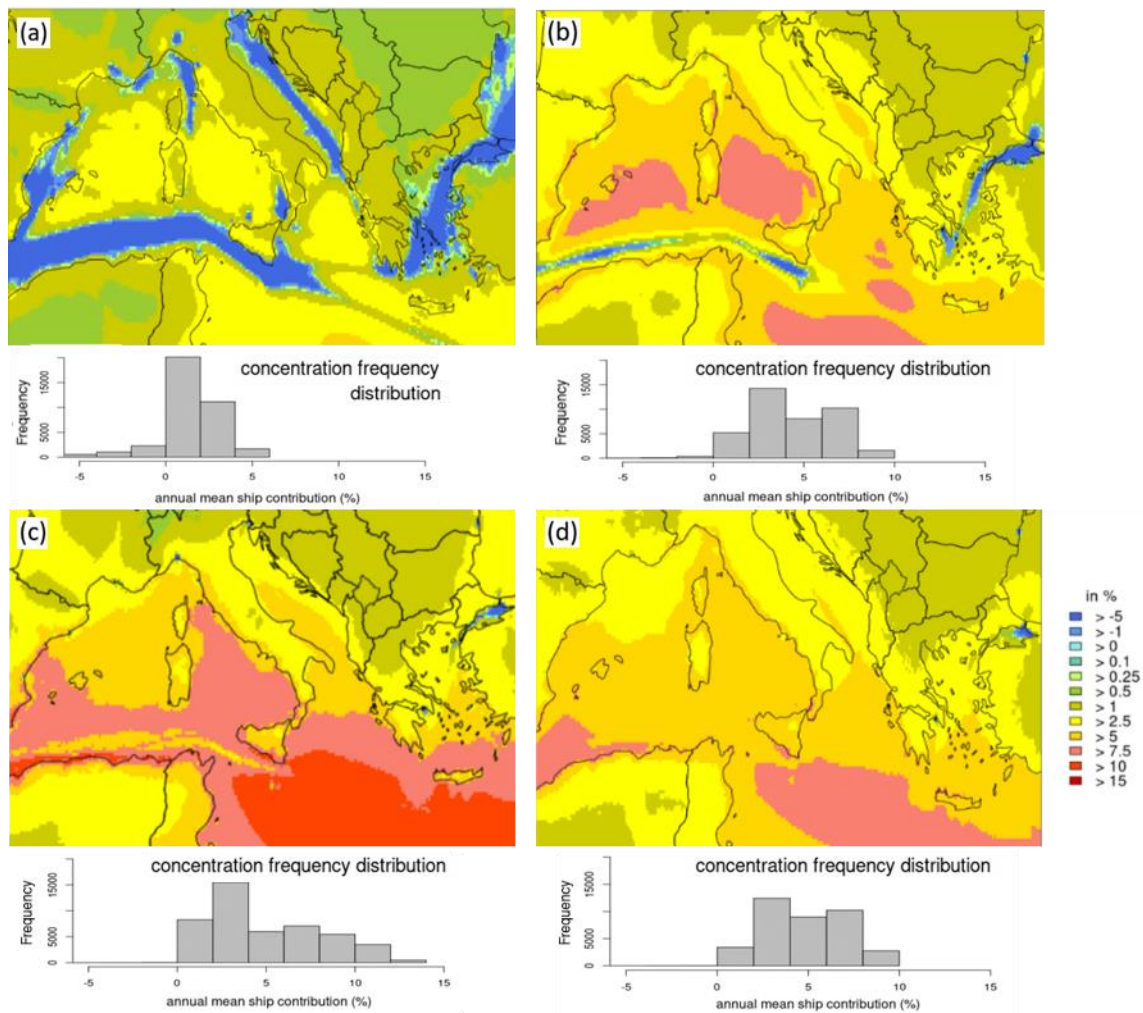 (a)
(b)
concentration frequency
distribution
Frequency
15000
5000
0
-5 0 5 10 15
annual mean ship contribution (%)
concentration frequency distribution
Frequency
15000
5000
0
-5 0 5 10 15
annual mean ship contribution (%)
(c)
(d)
in %
> -5
> -1
> 0
> 0.1
> 0.25
> 0.5
> 1
> 2.5
> 5
> 7.5
> 10
> 15
concentration frequency distribution
Frequency
15000
5000
0
-5 0 5 10 15
annual mean ship contribution (%)
concentration frequency distribution
Frequency
15000
5000
0
-5 0 5 10 15
annual mean ship contribution (%)